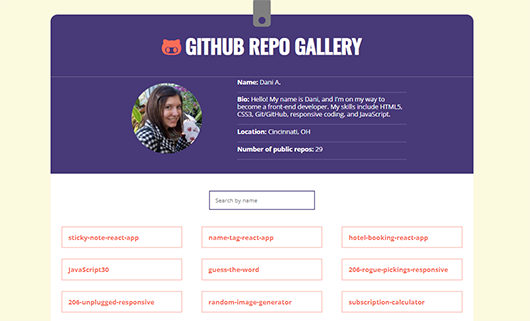 GITHUB REPO GALLERY
Name: Dani A.
Bio: Hello! My name is Dani, and I'm on my way to
become a front-end developer. My skills include HTML5,
CSS3, Git/GitHub, responsive coding, and JavaScript.
Location: Cincinnati, OH
Number of public repos: 29
Search by name
sticky-note-react-app
name-tag-react-app
hotel-booking-react-app
JavaScript30
guess-the-word
206-rogue-pickings-responsive
206-unplugged-responsive
random-image-generator
subscription-calculator